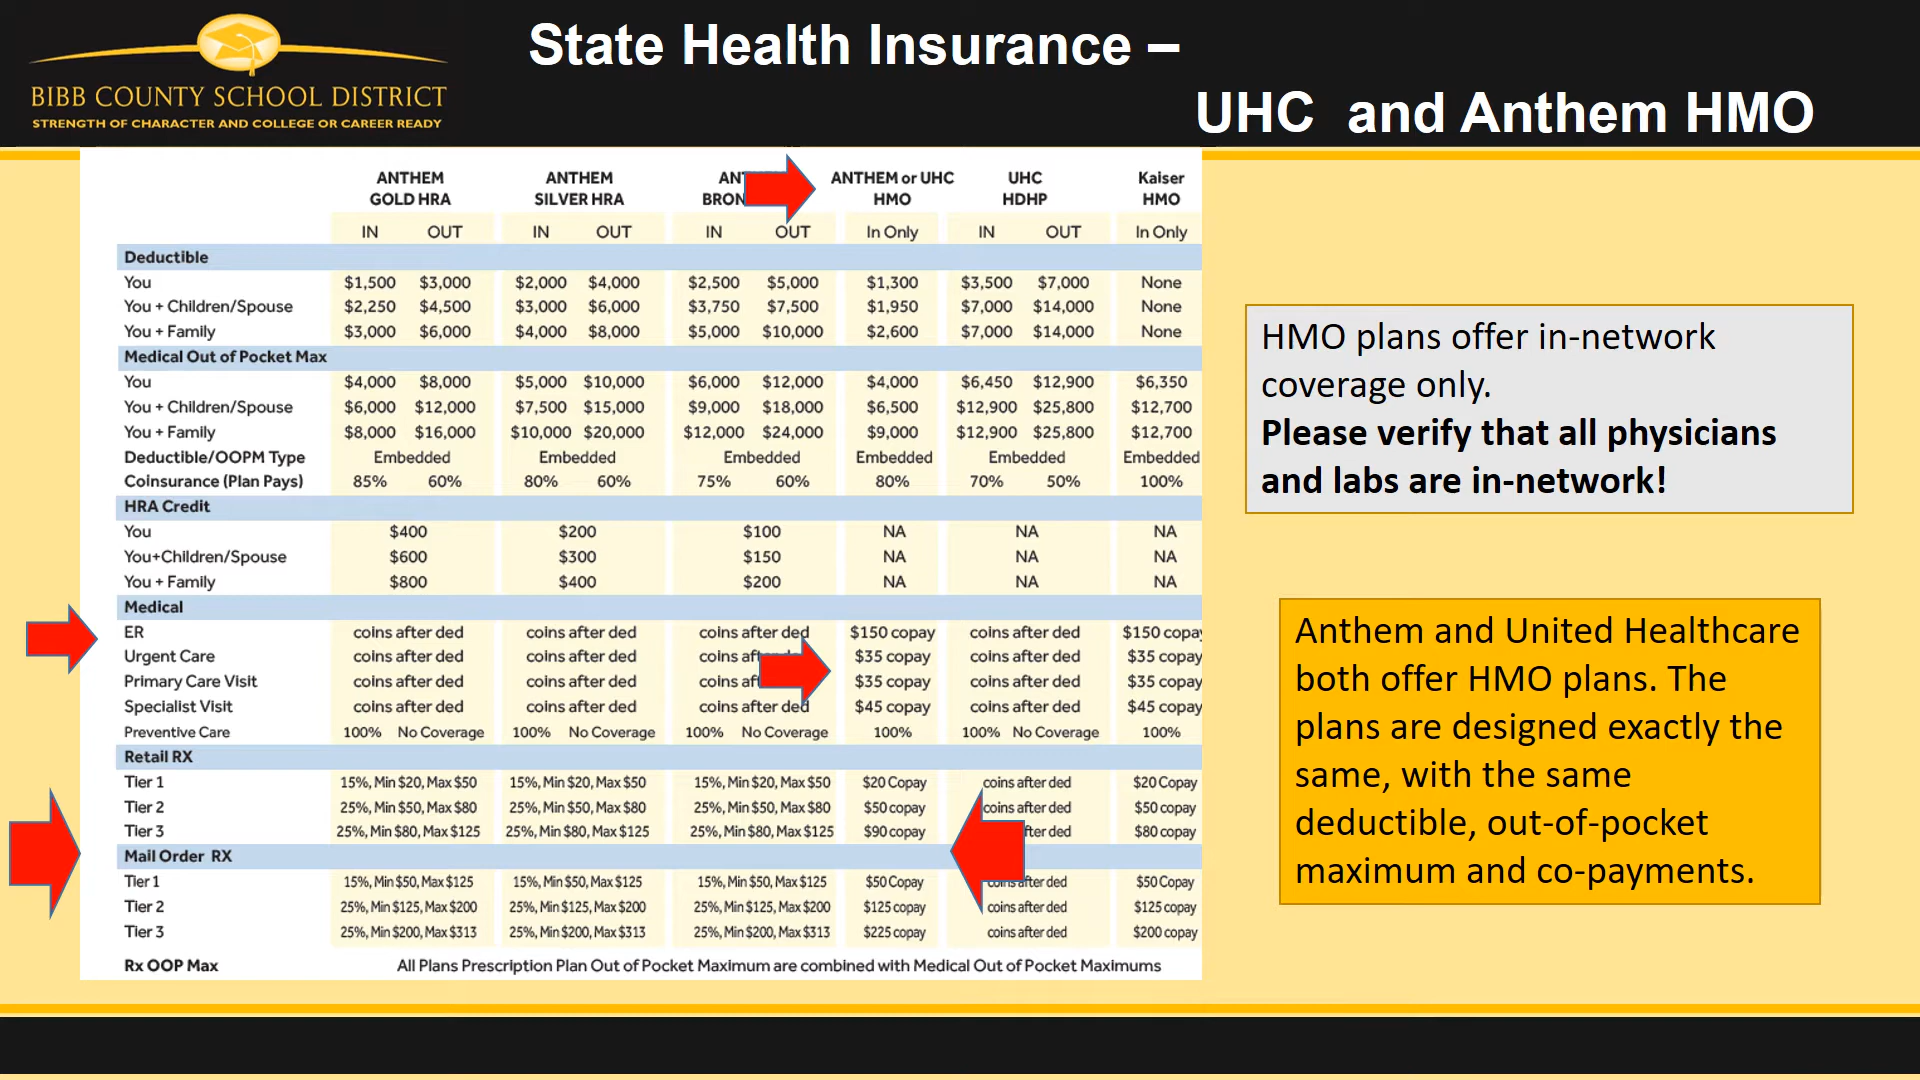 BIBB COUNTY SCHOOL DISTRICT
STRENGTH OF CHARACTER AND COLLEGE OR CAREER READY
State Health Insurance –
UHC and Anthem HMO
ANTHEM GOLD HRA ANTHEM SILVER HRA ANTHEM or UHC HMO UHC HDHP Kaiser HMO
IN OUT IN OUT IN OUT In Only IN OUT In Only
Deductible
You $1,500 $3,000 $2,000 $4,000 $2,500 $5,000 $1,300 $3,500 $7,000 None
You + Children/Spouse $2,250 $4,500 $3,000 $6,000 $3,750 $7,500 $1,950 $7,000 $14,000 None
You + Family $3,000 $6,000 $4,000 $8,000 $5,000 $10,000 $2,600 $7,000 $14,000 None
Medical Out of Pocket Max
You $4,000 $8,000 $5,000 $10,000 $6,000 $12,000 $4,000 $6,450 $12,900 $6,350
You + Children/Spouse $6,000 $12,000 $7,500 $15,000 $9,000 $18,000 $6,500 $12,900 $25,800 $12,700
You + Family $8,000 $16,000 $10,000 $20,000 $12,000 $24,000 $9,000 $12,900 $25,800 $12,700
Deductible/OOPM Type Embedded Embedded Embedded Embedded Embedded Embedded
Coinsurance (Plan Pays) 85% 60% 80% 60% 75% 60% 80% 70% 50% 100%
HRA Credit
You $400 $200 $100 NA NA NA
You+Children/Spouse $600 $300 $150 NA NA NA
You + Family $800 $400 $200 NA NA NA
Medical
ER coins after ded coins after ded coins after ded $150 copay coins after ded $150 copay
Urgent Care coins after ded coins after ded coins $35 copay coins after ded $35 copay
Primary Care Visit coins after ded coins after ded coins $35 copay coins after ded $35 copay
Specialist Visit coins after ded coins after ded coins after ded $45 copay coins after ded $45 copay
Preventive Care 100% No Coverage 100% No Coverage 100% No Coverage 100% 100% No Coverage 100%
Retail RX
Tier 1 15%, Min $20, Max $50 15%, Min $20, Max $50 15%, Min $20, Max $50 $20 Copay coins after ded $20 Copay
Tier 2 25%, Min $50, Max $80 25%, Min $50, Max $80 25%, Min $50, Max $80 $50 copay coins after ded $50 copay
Tier 3 25%, Min $80, Max $125 25%, Min $80, Max $125 25%, Min $80, Max $125 $90 copay after ded $80 copay
Mail Order RX
Tier 1 15%, Min $50, Max $125 15%, Min $50, Max $125 15%, Min $50, Max $125 $50 Copay coins after ded $50 Copay
Tier 2 25%, Min $125, Max $200 25%, Min $125, Max $200 25%, Min $125, Max $200 $125 copay coins after ded $125 copay
Tier 3 25%, Min $200, Max $313 25%, Min $200, Max $313 25%, Min $200, Max $313 $225 copay coins after ded $200 copay
Rx OOP Max All Plans Prescription Plan Out of Pocket Maximum are combined with Medical Out of Pocket Maximums
HMO plans offer in-network
coverage only.
Please verify that all physicians
and labs are in-network!
Anthem and United Healthcare
both offer HMO plans. The
plans are designed exactly the
same, with the same
deductible, out-of-pocket
maximum and co-payments.